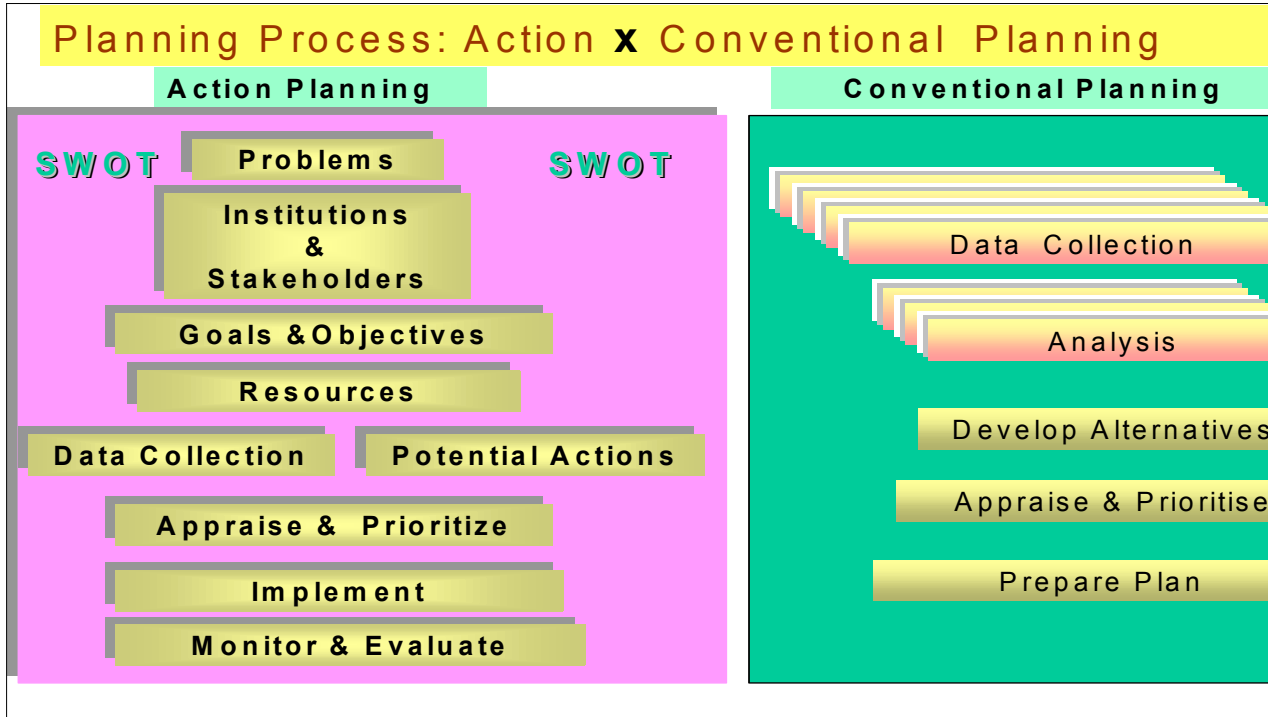 Planning Process: Action x Conventional Planning
Action Planning
SWOT
Problems
SWOT
Institutions
&
Stakeholders
Goals &Objectives
Resources
Data Collection
Potential Actions
Appraise & Prioritize
Implement
Monitor & Evaluate
Conventional Planning
Data Collection
Analysis
Develop Alternatives
Appraise & Prioritise
Prepare Plan